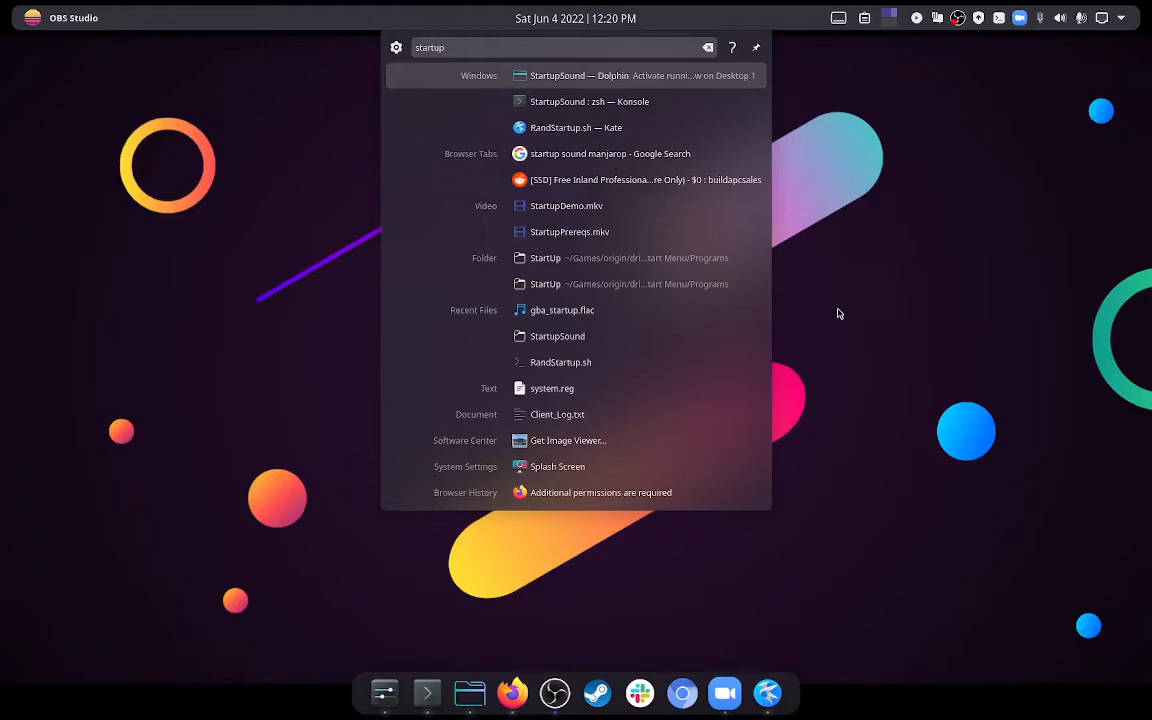 OBS Studio
Sat Jun 4 2022 | 12:20 PM
startup
?
Windows StartupSound — Dolphin Activate runni...w on Desktop 1
StartupSound : zsh — Konsole
RandStartup.sh — Kate
Browser Tabs startup sound manjarop - Google Search
[SSD] Free Inland Professiona...re Only) - $0 : buildapcsales
Video StartupDemo.mkv
StartupPrereqs.mkv
Folder StartUp ~/Games/origin/dri...tart Menu/Programs
StartUp ~/Games/origin/dri...tart Menu/Programs
Recent Files gba_startup.flac
StartupSound
RandStartup.sh
Text system.reg
Document Client_Log.txt
Software Center Get Image Viewer...
System Settings Splash Screen
Browser History Additional permissions are required